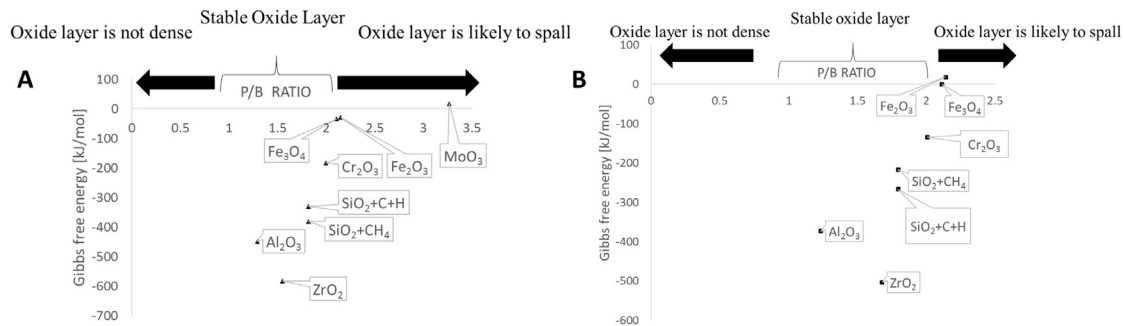 Stable Oxide Layer
Oxide layer is not dense
Oxide layer is likely to spall
A
P/B RATIO
Gibbs free energy [kJ/mol]
100
0
-100
-200
-300
-400
-500
-600
-700
0 0.5 1 1.5 2 2.5 3 3.5
Fe₃O₄
Fe₂O₃
MoO₃
Cr₂O₃
SiO₂+C+H
SiO₂+CH₄
Al₂O₃
ZrO₂
Stable oxide layer
Oxide layer is not dense
Oxide layer is likely to spall
B
P/B RATIO
Gibbs free energy [kJ/mol]
100
0
-100
-200
-300
-400
-500
-600
0 0.5 1 1.5 2 2.5
Fe₂O₃
Fe₃O₄
Cr₂O₃
SiO₂+CH₄
SiO₂+C+H
Al₂O₃
ZrO₂